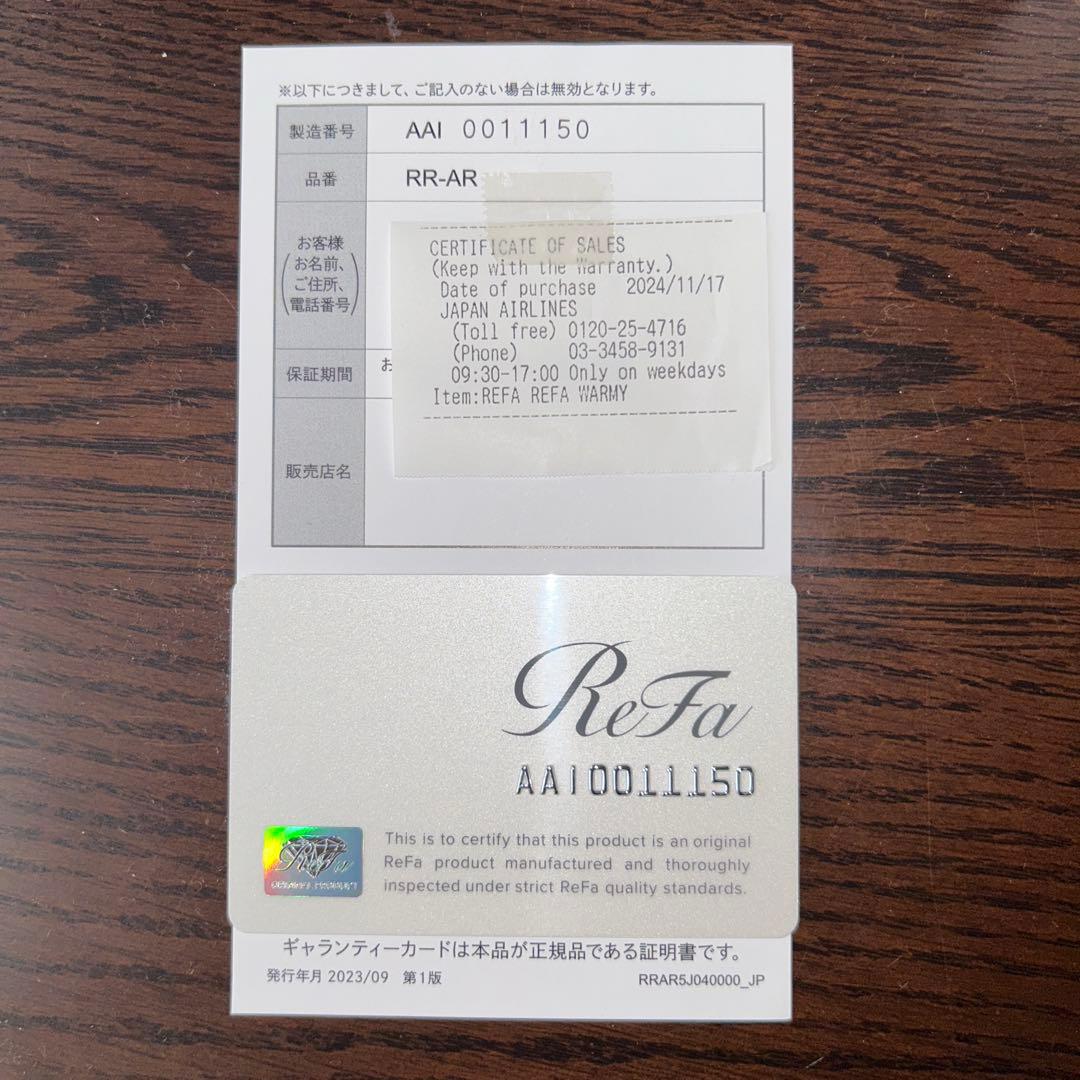 ※以下につきまして、ご記入のない場合は無効となります。
製造番号 AAI 0011150
品番 RR-AR
お客様
お名前、
ご住所、
電話番号
保証期間 お
販売店名
CERTIFICATE OF SALES
(Keep with the Warranty.)
Date of purchase 2024/11/17
JAPAN AIRLINES
(Toll free) 0120-25-4716
(Phone) 03-3458-9131
09:30-17:00 Only on weekdays
Item:REFA REFA WARMY
ReFa
AAI0011150
ReFa
This is to certify that this product is an original
ReFa product manufactured and thoroughly
inspected under strict ReFa quality standards.
ギャランティーカードは本品が正規品である証明書です。
発行年月 2023/09 第1版 RRAR5J040000_JP